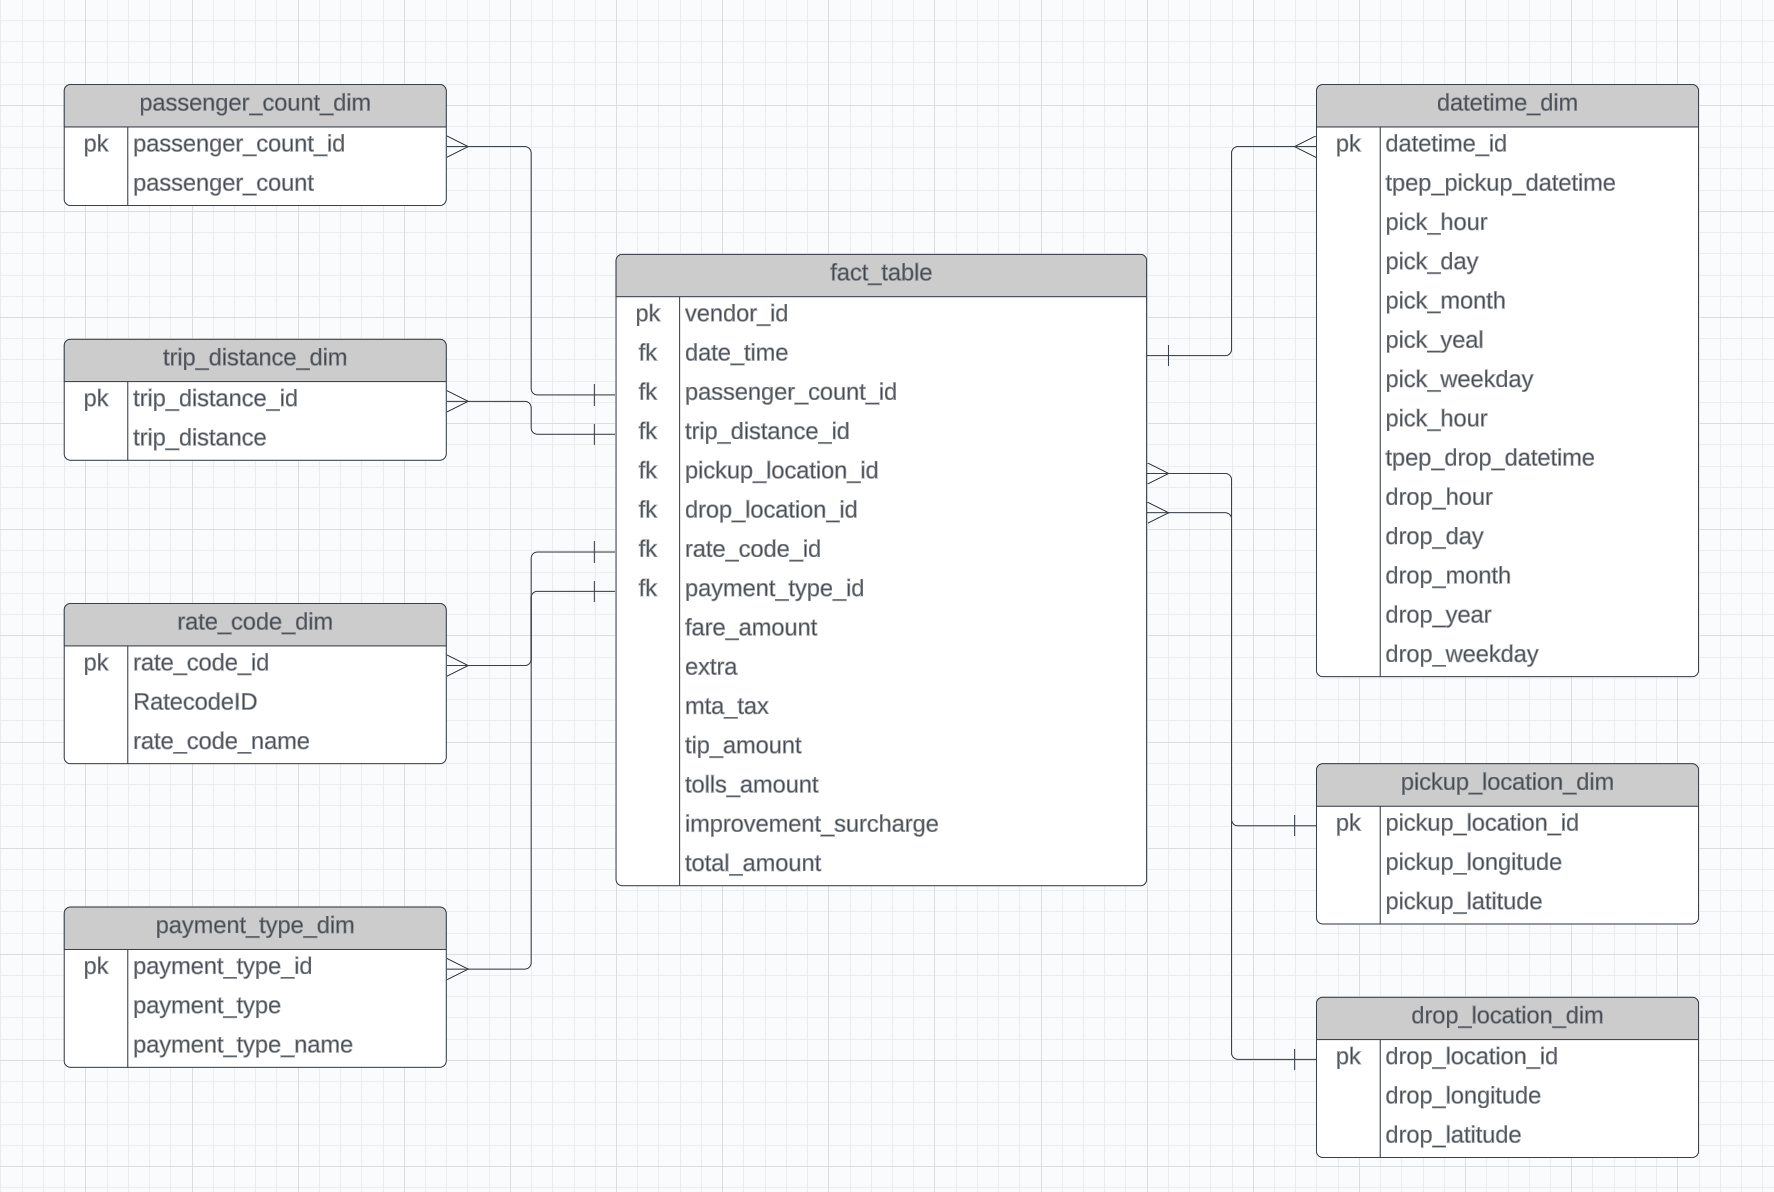 passenger_count_dim
pk passenger_count_id
passenger_count
trip_distance_dim
pk trip_distance_id
trip_distance
rate_code_dim
pk rate_code_id
RatecodeID
rate_code_name
payment_type_dim
pk payment_type_id
payment_type
payment_type_name
fact_table
pk vendor_id
fk date_time
fk passenger_count_id
fk trip_distance_id
fk pickup_location_id
fk drop_location_id
fk rate_code_id
fk payment_type_id
fare_amount
extra
mta_tax
tip_amount
tolls_amount
improvement_surcharge
total_amount
datetime_dim
pk datetime_id
tpep_pickup_datetime
pick_hour
pick_day
pick_month
pick_yeal
pick_weekday
pick_hour
tpep_drop_datetime
drop_hour
drop_day
drop_month
drop_year
drop_weekday
pickup_location_dim
pk pickup_location_id
pickup_longitude
pickup_latitude
drop_location_dim
pk drop_location_id
drop_longitude
drop_latitude